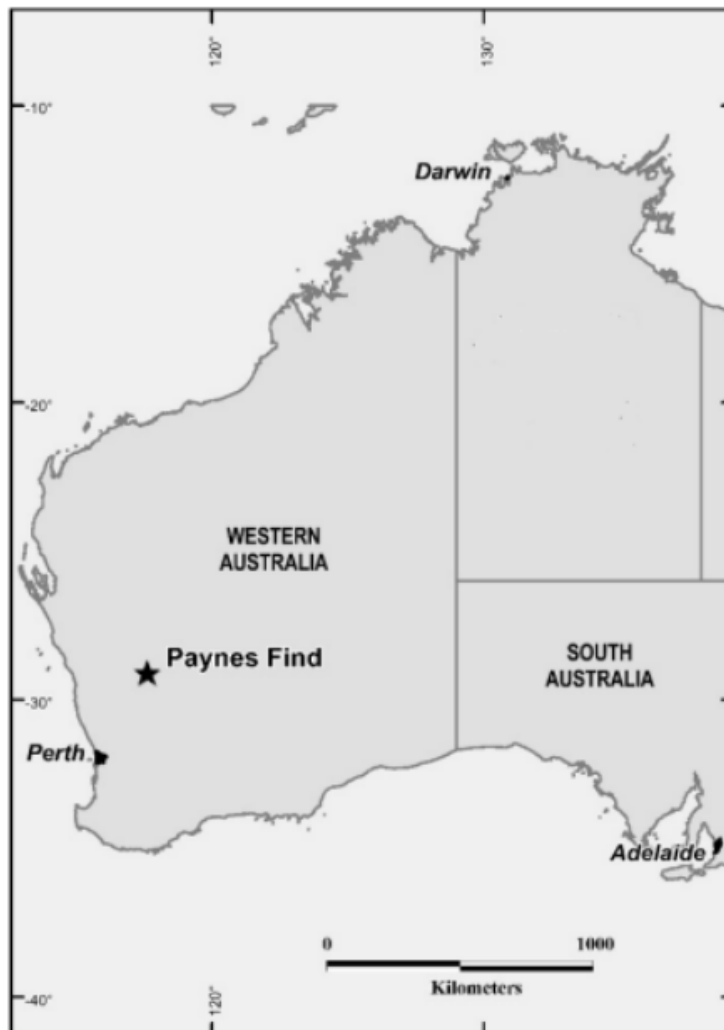 120°
130°
-10°
Darwin
-20°
WESTERN
AUSTRALIA
Paynes Find
SOUTH
AUSTRALIA
-30°
Perth
Adelaide
0
1000
Kilometers
-40°
120°
130°